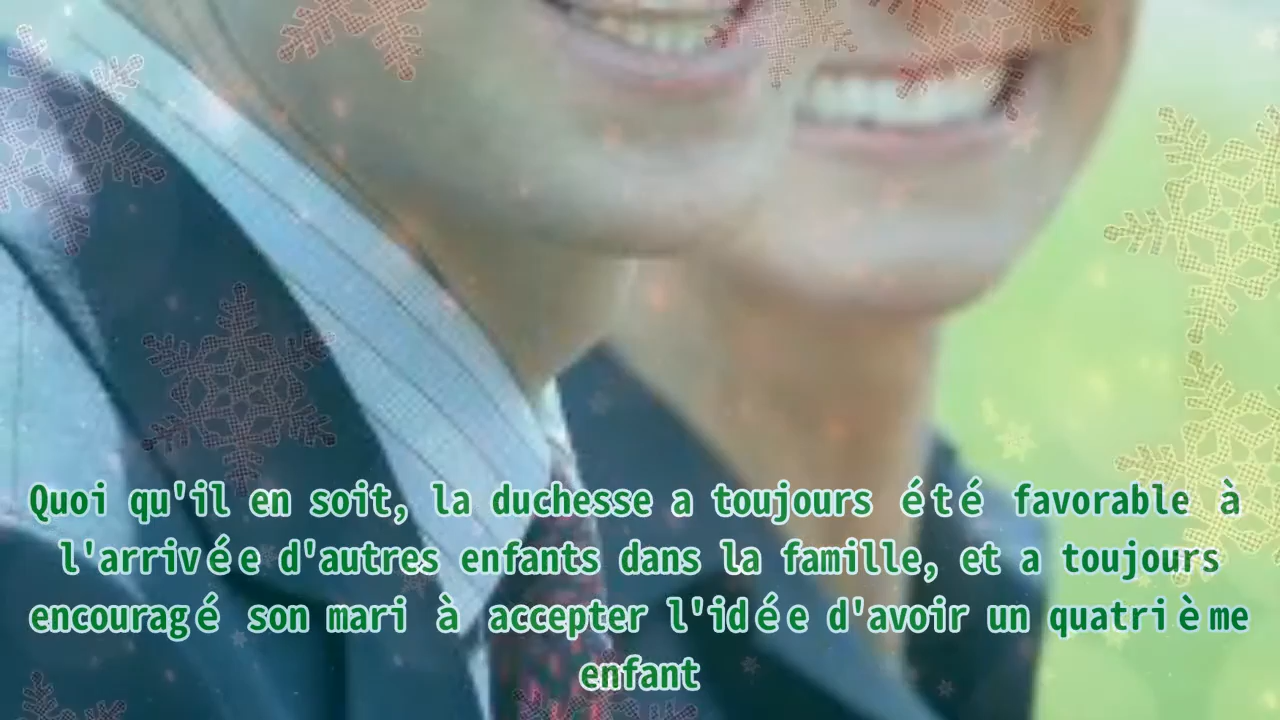 Quoi qu'il en soit, la duchesse a toujours été favorable à
l'arrivée d'autres enfants dans la famille, et a toujours
encouragé son mari à accepter l'idée d'avoir un quatrième
enfant